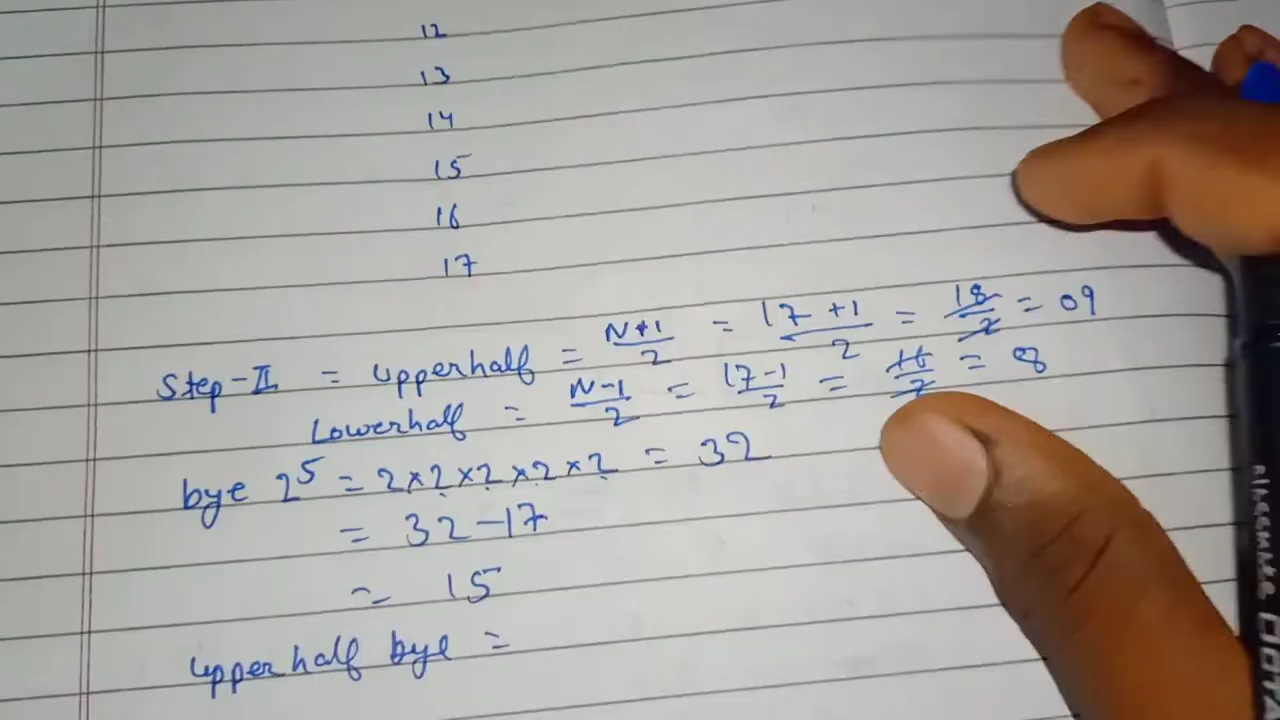 12
13
14
15
16
17
Step-II = upperhalf = N+1/2 = 17+1/2 = 18/2 = 09
Lowerhalf = N-1/2 = 17-1/2 = 16/2 = 8
bye 2^5 = 2×2×2×2×2 = 32
= 32-17
= 15
upperhalf bye =
classmate